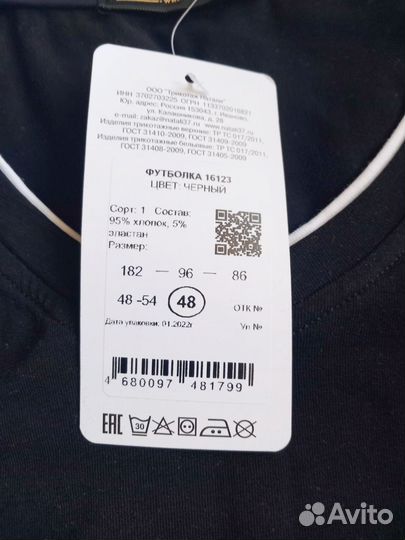 ООО "Трикотаж Натали"
ИНН: 3702703225 ОГРН 1133702016821
Юр. адрес: Россия 153043, г. Иваново,
ул. Калашникова, д. 28
e-mail: zakaz@natali37.ru www. natali37.ru
Изделия трикотажные верхние: ТР ТС 017/2011,
ГОСТ 31410-2009, ГОСТ 31409-2009
Изделия трикотажные бельевые: ТР ТС 017/2011,
ГОСТ 31408-2009, ГОСТ 31405-2009
ФУТБОЛКА 16123
ЦВЕТ: ЧЕРНЫЙ
Сорт: 1 Состав:
95% хлопок, 5%
эластан
Размер:
182 — 96 — 86
48 -54 48 ОТК №
Дата упаковки: 01.2022г Уп №
4 680097 481799
EAC 30
Avito